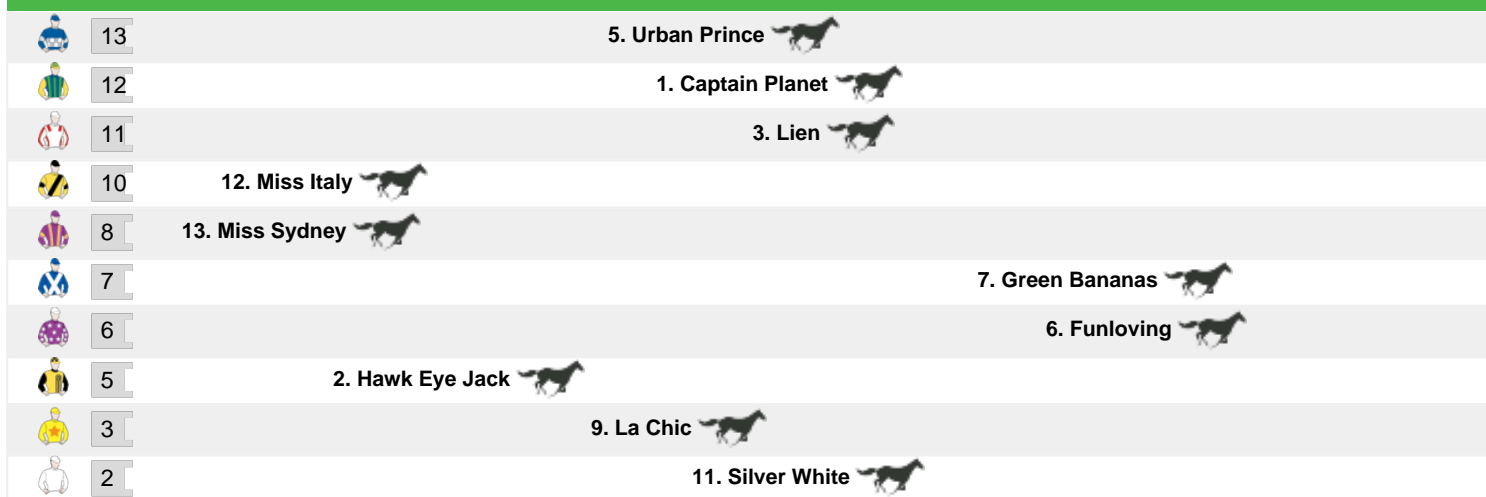 13 5. Urban Prince
12 1. Captain Planet
11 3. Lien
10 12. Miss Italy
8 13. Miss Sydney
7 7. Green Bananas
6 6. Funloving
5 2. Hawk Eye Jack
3 9. La Chic
2 11. Silver White